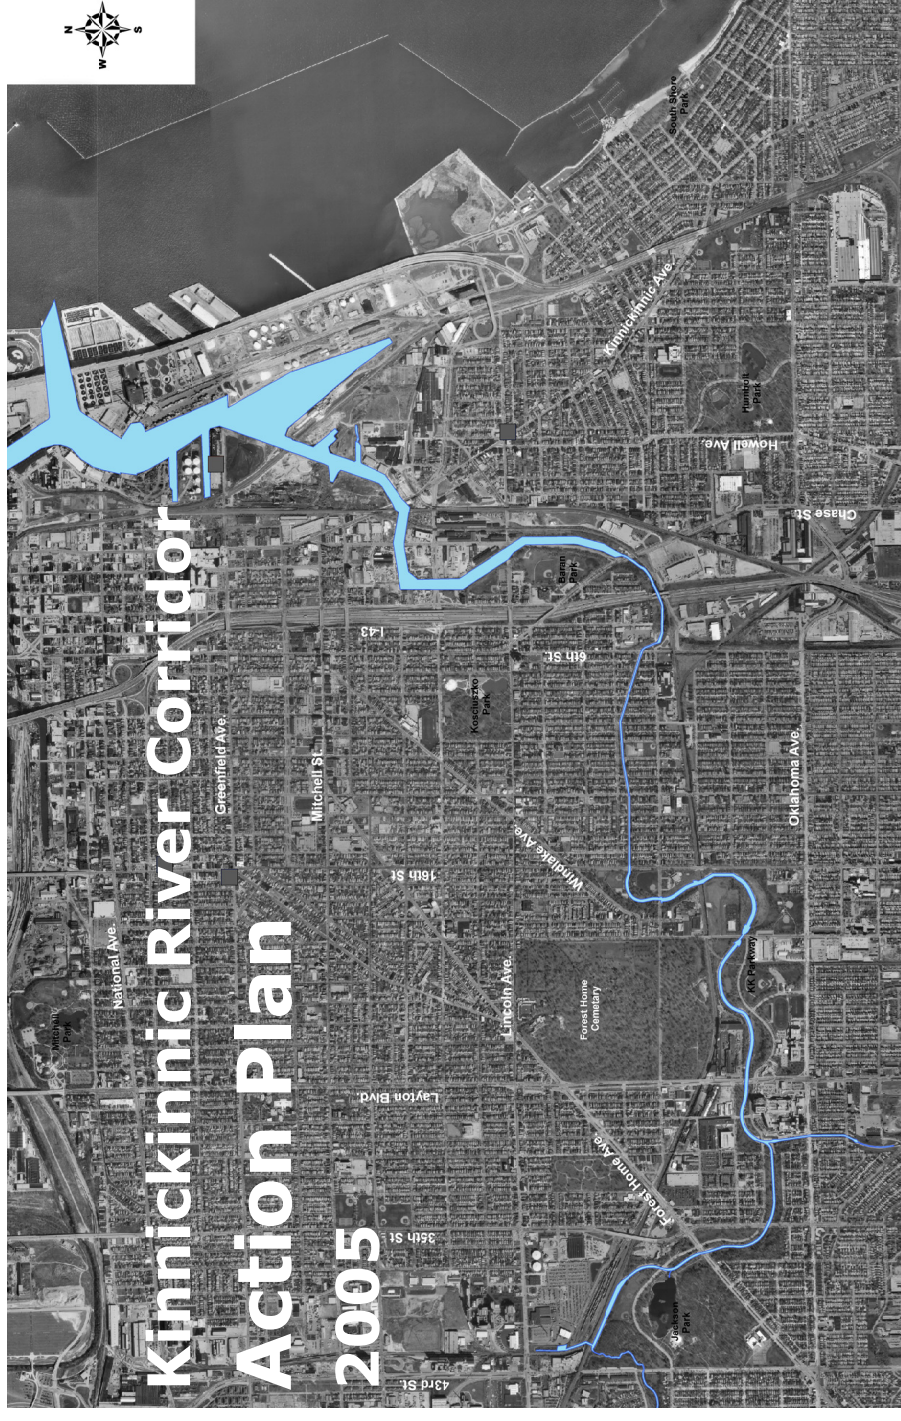 Kinnickinnic River Corridor
Action Plan
2005
N
S
W
South Shore
Park
Kinnickinnic Ave.
Humbolt
Park
Howell Ave.
Chase St.
Baran
Park
I-43
6th St.
Kosciuszko
Park
Greenfield Ave.
Mitchell St.
Oklahoma Ave.
Windlake Ave.
16th St
National Ave.
Mitchell
Park
Lincoln Ave.
Forest Home
Cemetary
KK Parkway
Layton Blvd
Forest Home Ave.
35th St
Jackson
Park
43rd St.